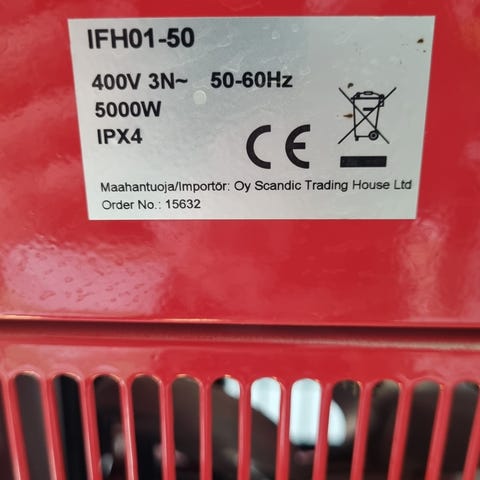 IFH01-50
400V 3N~ 50-60Hz
5000W
IPX4
CE
Maahantuoja/Importör: Oy Scandic Trading House Ltd
Order No.: 15632